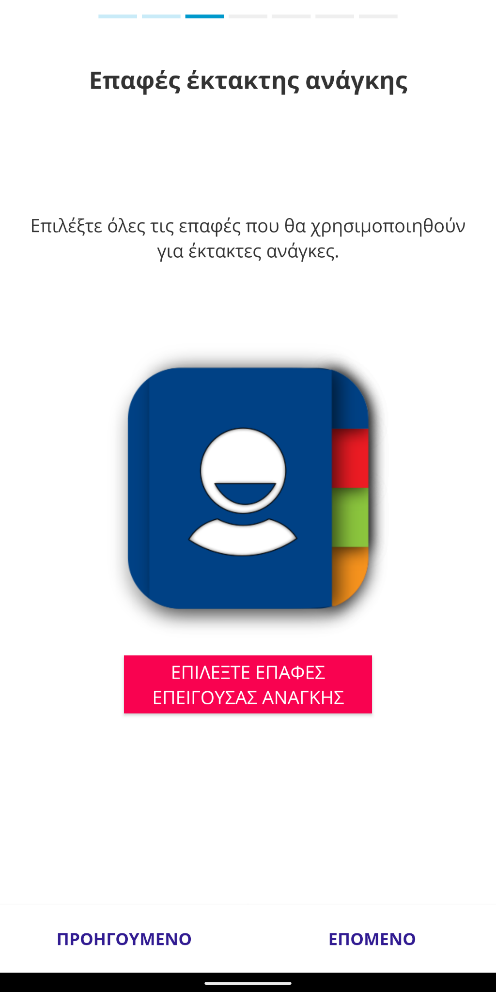 Επαφές έκτακτης ανάγκης
Επιλέξτε όλες τις επαφές που θα χρησιμοποιηθούν
για έκτακτες ανάγκες.
ΕΠΙΛΕΞΤΕ ΕΠΑΦΕΣ
ΕΠΕΙΓΟΥΣΑΣ ΑΝΑΓΚΗΣ
ΠΡΟΗΓΟΥΜΕΝΟ
ΕΠΟΜΕΝΟ